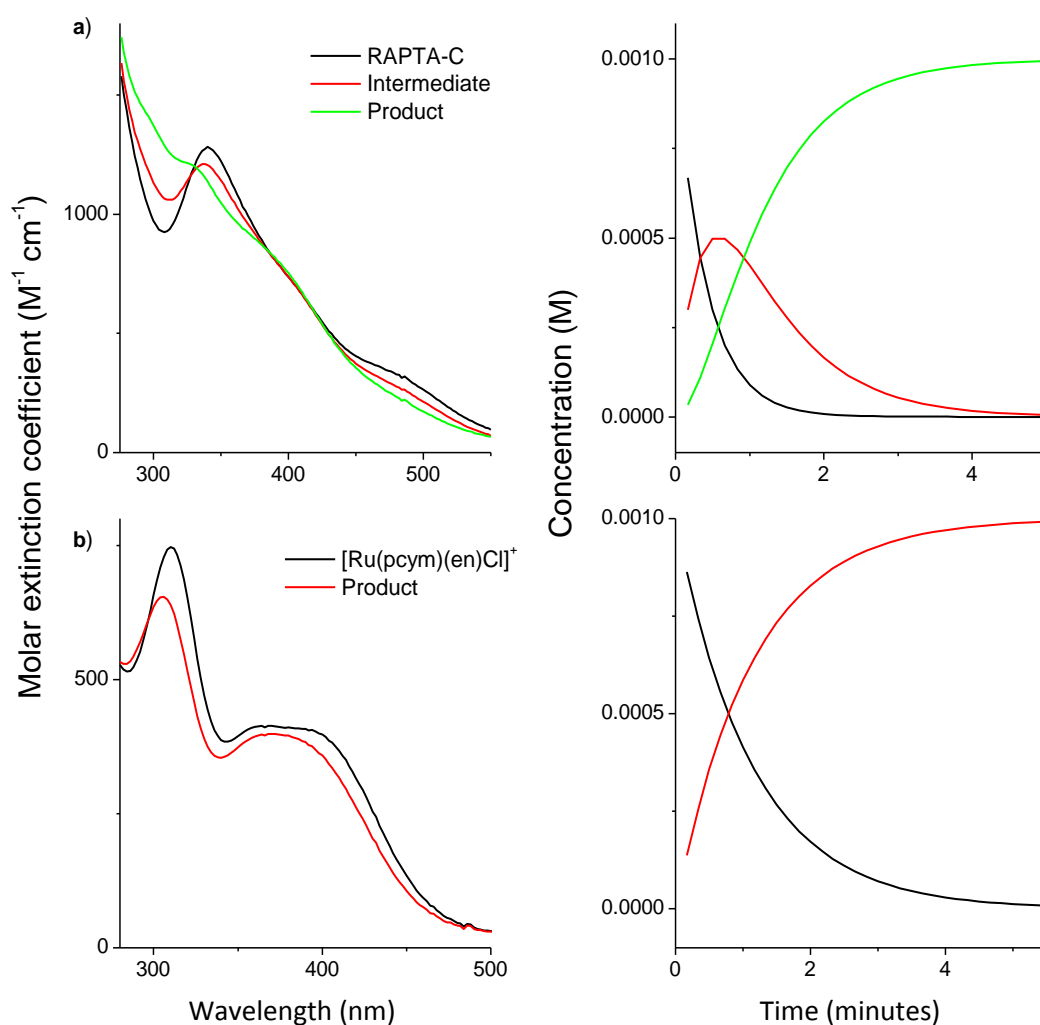 a)
RAPTA-C
Intermediate
Product
1000
0
300
400
500
0.0010
0.0005
0.0000
0
2
4
Molar extinction coefficient (M⁻¹ cm⁻¹)
Concentration (M)
b)
[Ru(pcym)(en)Cl]⁺
Product
500
0
300
400
500
0.0010
0.0005
0.0000
0
2
4
Wavelength (nm)
Time (minutes)